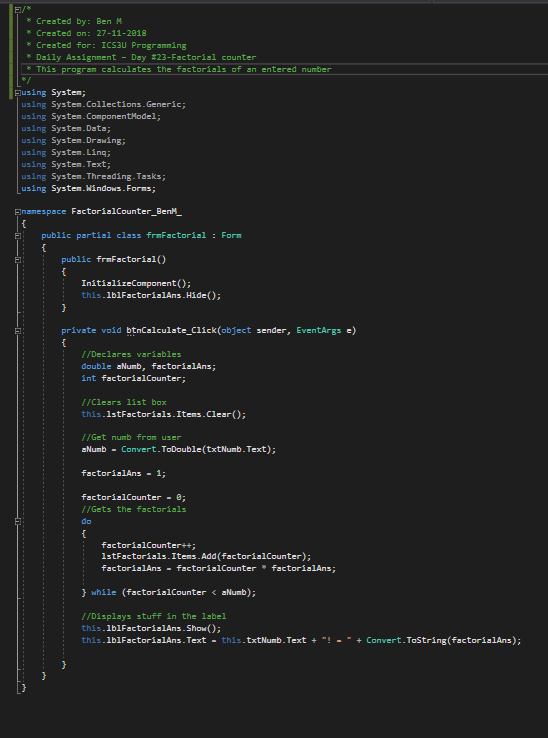 /*
* Created by: Ben M
* Created on: 27-11-2018
* Created for: ICS3U Programming
* Daily Assignment – Day #23-Factorial counter
* This program calculates the factorials of an entered number
*/
using System;
using System.Collections.Generic;
using System.ComponentModel;
using System.Data;
using System.Drawing;
using System.Linq;
using System.Text;
using System.Threading.Tasks;
using System.Windows.Forms;
namespace FactorialCounter_BenM_
{
public partial class frmFactorial : Form
{
public frmFactorial()
{
InitializeComponent();
this.lblFactorialAns.Hide();
}
private void btnCalculate_Click(object sender, EventArgs e)
{
//Declares variables
double aNumb, factorialAns;
int factorialCounter;
//Clears list box
this.lstFactorials.Items.Clear();
//Get numb from user
aNumb = Convert.ToDouble(txtNumb.Text);
factorialAns = 1;
factorialCounter = 0;
//Gets the factorials
do
{
factorialCounter++;
lstFactorials.Items.Add(factorialCounter);
factorialAns = factorialCounter * factorialAns;
} while (factorialCounter < aNumb);
//Displays stuff in the label
this.lblFactorialAns.Show();
this.lblFactorialAns.Text = this.txtNumb.Text + "! = " + Convert.ToString(factorialAns);
}
}
}